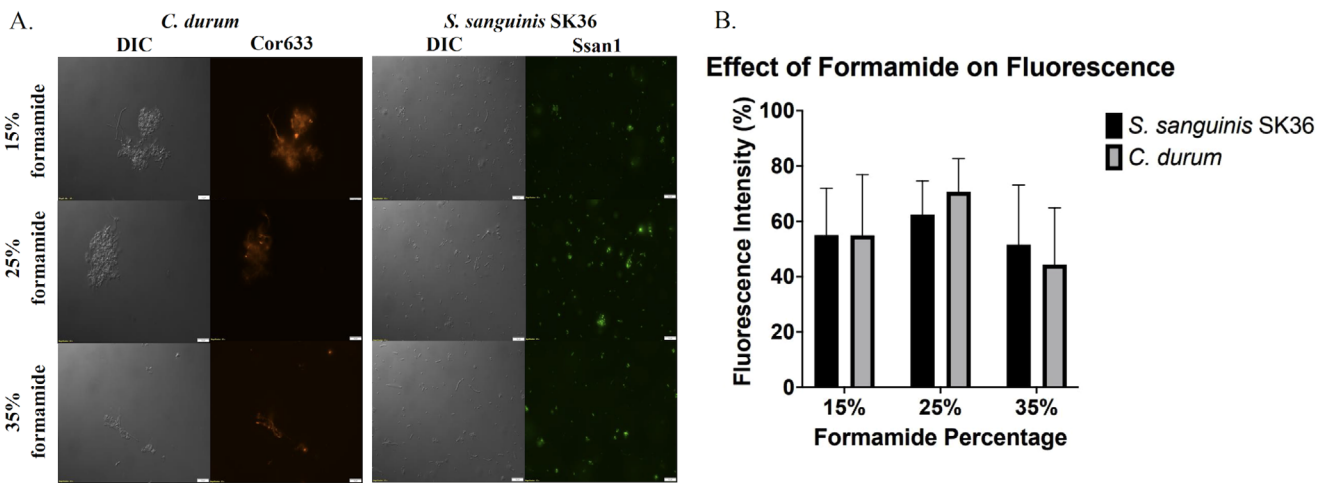 A.
C. durum
S. sanguinis SK36
DIC
Cor633
DIC
Ssan1
15%
formamide
25%
formamide
35%
formamide
B.
Effect of Formamide on Fluorescence
Fluorescence Intensity (%)
100
80
60
40
20
0
15%
25%
35%
Formamide Percentage
S. sanguinis SK36
C. durum